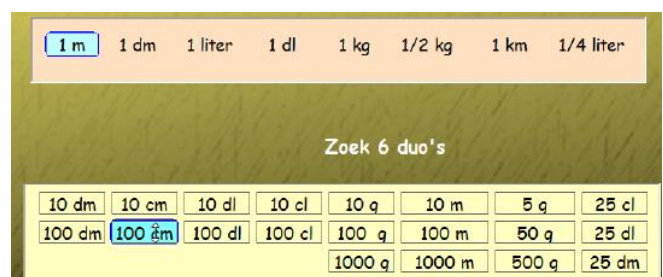 1 m 1 dm 1 liter 1 dl 1 kg 1/2 kg 1 km 1/4 liter
Zoek 6 duo's
10 dm 10 cm 10 dl 10 cl 10 g 10 m 5 g 25 cl
100 dm 100 cm 100 dl 100 cl 100 g 100 m 50 g 25 dl
1000 g 1000 m 500 g 25 dm